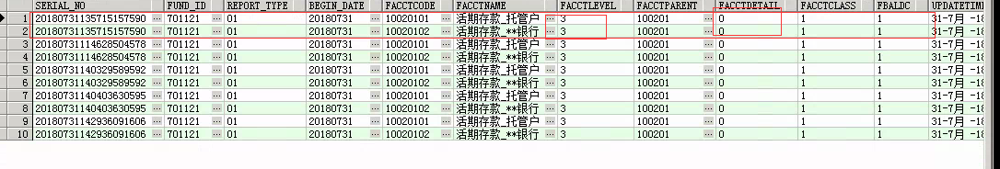 SERIAL_NO FUND_ID REPORT_TYPE BEGIN_DATE FACCTCODE FACCTNAME FACCTLEVEL FACCTPARENT FACCTDETAIL FACCTCLASS FBALDC UPDATETIME
1 20180731135715157590 ... 701121 ... 01 ... 20180731 ... 10020101 ... 活期存款_托管户 ... 3 100201 ... 0 1 1 31-7月 -18
2 20180731135715157590 ... 701121 ... 01 ... 20180731 ... 10020102 ... 活期存款_**银行 ... 3 100201 ... 0 1 1 31-7月 -18
3 20180731114628504578 ... 701121 ... 01 ... 20180731 ... 10020101 ... 活期存款_托管户 ... 3 100201 ... 0 1 1 31-7月 -18
4 20180731114628504578 ... 701121 ... 01 ... 20180731 ... 10020102 ... 活期存款_**银行 ... 3 100201 ... 0 1 1 31-7月 -18
5 20180731140329589592 ... 701121 ... 01 ... 20180731 ... 10020101 ... 活期存款_托管户 ... 3 100201 ... 0 1 1 31-7月 -18
6 20180731140329589592 ... 701121 ... 01 ... 20180731 ... 10020102 ... 活期存款_**银行 ... 3 100201 ... 0 1 1 31-7月 -18
7 20180731140403630595 ... 701121 ... 01 ... 20180731 ... 10020101 ... 活期存款_托管户 ... 3 100201 ... 0 1 1 31-7月 -18
8 20180731140403630595 ... 701121 ... 01 ... 20180731 ... 10020102 ... 活期存款_**银行 ... 3 100201 ... 0 1 1 31-7月 -18
9 20180731142936091606 ... 701121 ... 01 ... 20180731 ... 10020101 ... 活期存款_托管户 ... 3 100201 ... 0 1 1 31-7月 -18
10 20180731142936091606 ... 701121 ... 01 ... 20180731 ... 10020102 ... 活期存款_**银行 ... 3 100201 ... 0 1 1 31-7月 -18